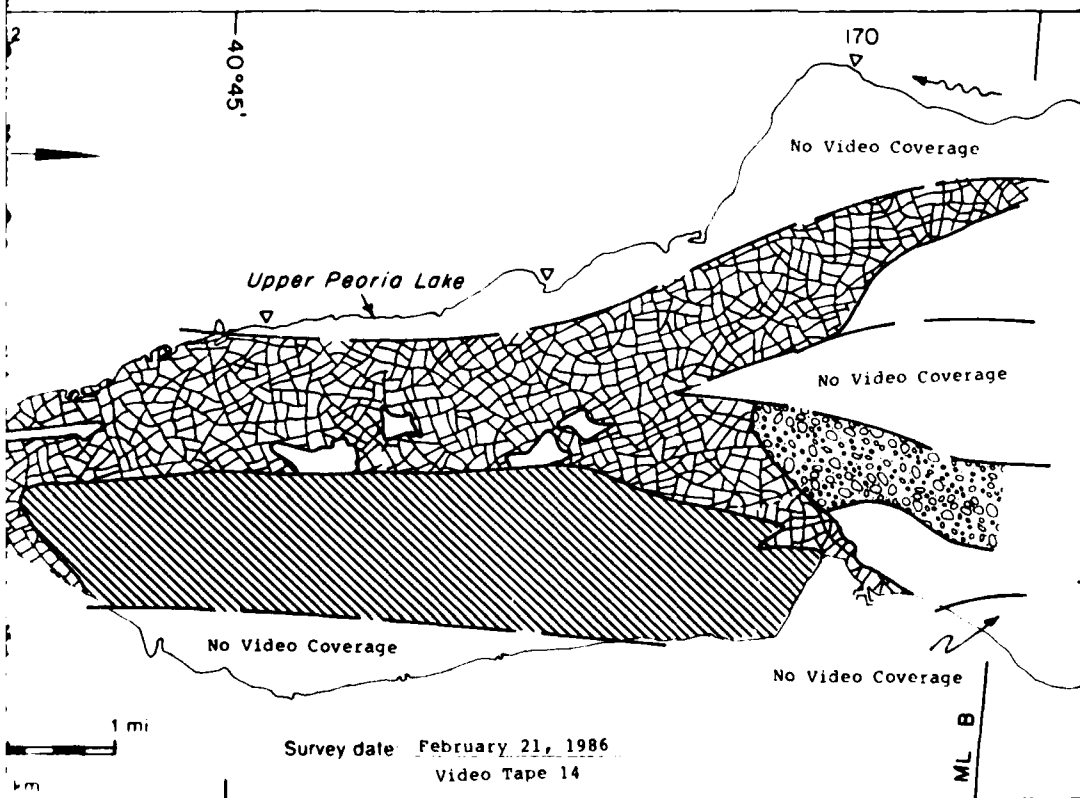 2
40°45'
170
No Video Coverage
Upper Peoria Lake
No Video Coverage
No Video Coverage
No Video Coverage
1 mi
Survey date February 21, 1986
Video Tape 14
ML B